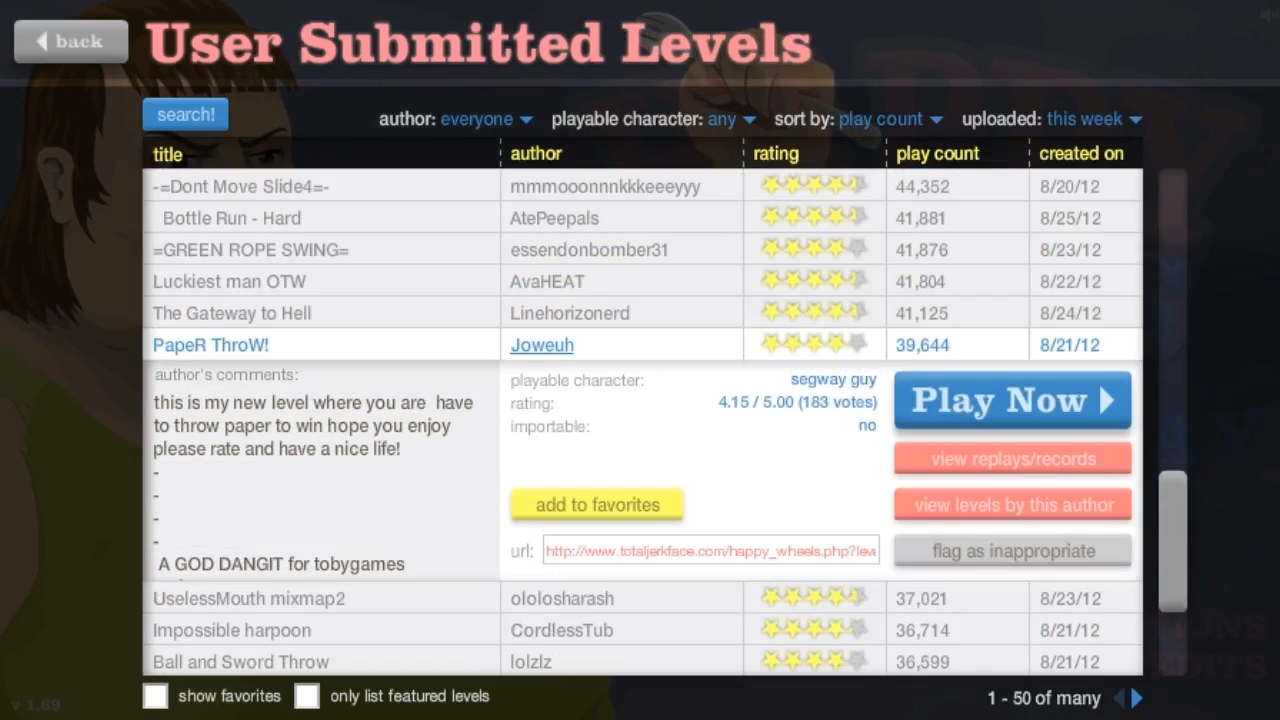 back
User Submitted Levels
search!
author: everyone playable character: any sort by: play count uploaded: this week
title author rating play count created on
-=Dont Move Slide4=- mmmooonnnkkkeeeyyy 44,352 8/20/12
Bottle Run - Hard AtePeepals 41,881 8/25/12
=GREEN ROPE SWING= essendonbomber31 41,876 8/23/12
Luckiest man OTW AvaHEAT 41,804 8/22/12
The Gateway to Hell Linehorizonerd 41,125 8/24/12
PapeR ThroW! Joweuh 39,644 8/21/12
author's comments:
this is my new level where you are have
to throw paper to win hope you enjoy
please rate and have a nice life!
-
-
-
-
A GOD DANGIT for tobygames
playable character: segway guy
rating: 4.15 / 5.00 (183 votes)
importable: no
add to favorites
url: http://www.totaljerkface.com/happy_wheels.php?leve
Play Now
view replays/records
view levels by this author
flag as inappropriate
UselessMouth mixmap2 ololosharash 37,021 8/23/12
Impossible harpoon CordlessTub 36,714 8/21/12
Ball and Sword Throw lolzlz 36,599 8/21/12
show favorites only list featured levels 1 - 50 of many
v 1.69